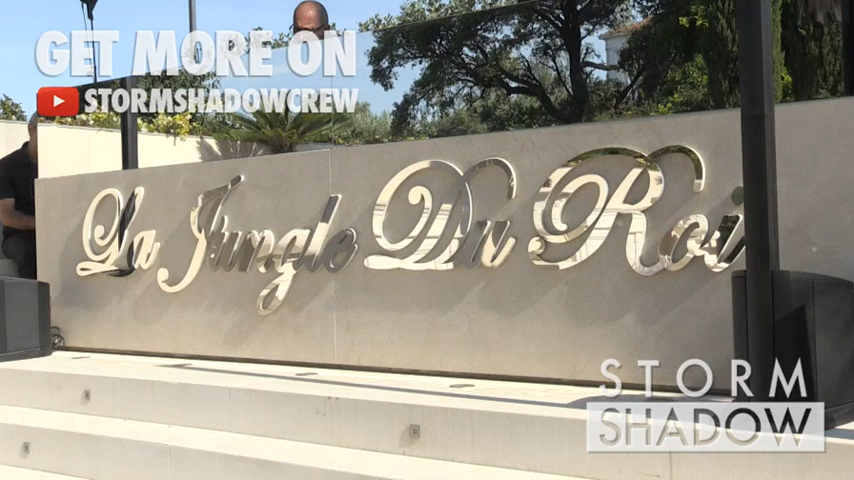 GET MORE ON
STORMSHADOWCREW
La Jungle Du Roi
STORM
SHADOW